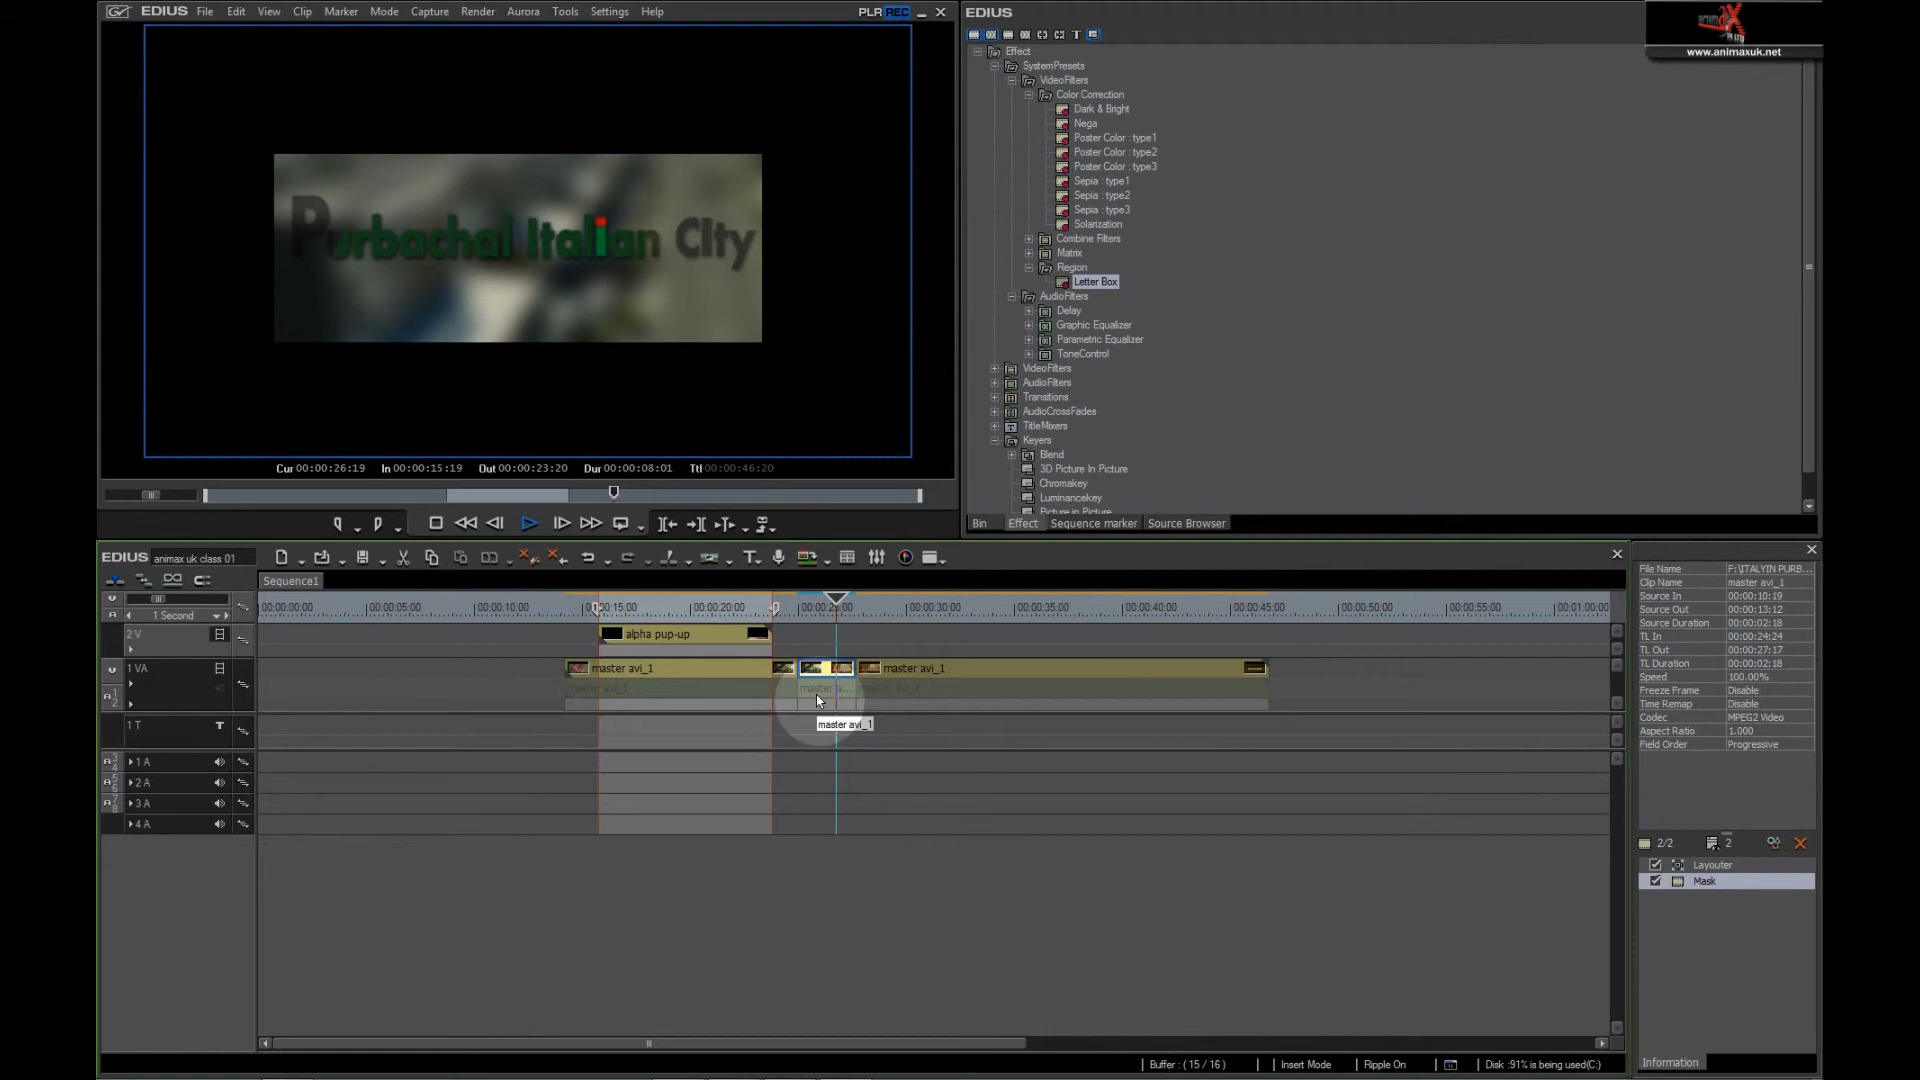 EDIUS File Edit View Clip Marker Mode Capture Render Aurora Tools Settings Help PLR REC
Purbachal Italian City
Cur 00:00:26:19 In 00:00:15:19 Out 00:00:23:20 Dur 00:00:08:01 Ttl 00:00:46:20
EDIUS
www.animaxuk.net
Effect
SystemPresets
VideoFilters
Color Correction
Dark & Bright
Nega
Poster Color : type1
Poster Color : type2
Poster Color : type3
Sepia : type1
Sepia : type2
Sepia : type3
Solarization
Combine Filters
Matrix
Region
Letter Box
AudioFilters
Delay
Graphic Equalizer
Parametric Equalizer
ToneControl
VideoFilters
AudioFilters
Transitions
AudioCrossFades
TitleMixers
Keyers
Blend
3D Picture In Picture
Chromakey
Luminancekey
Picture in Picture
Bin Effect Sequence marker Source Browser
EDIUS animax uk class 01
Sequence1
1 Second
00:00:00:00 00:00:05:00 00:00:10:00 00:00:15:00 00:00:20:00 00:00:25:00 00:00:30:00 00:00:35:00 00:00:40:00 00:00:45:00 00:00:50:00 00:00:55:00 00:01:00:00
2 V alpha pup-up
1 VA master avi_1 master avi_1
master avi_1 master a... master avi_1
master avi_1
1 T T
1 A
2 A
3 A
4 A
File Name F:\ITALYIN PURB...
Clip Name master avi_1
Source In 00:00:10:19
Source Out 00:00:13:12
Source Duration 00:00:02:18
TL In 00:00:24:24
TL Out 00:00:27:17
TL Duration 00:00:02:18
Speed 100.00%
Freeze Frame Disable
Time Remap Disable
Codec MPEG2 Video
Aspect Ratio 1.000
Field Order Progressive
2/2 2
Layouter
Mask
Information
Buffer : ( 15 / 16 ) Insert Mode Ripple On Disk :91% is being used(C:)